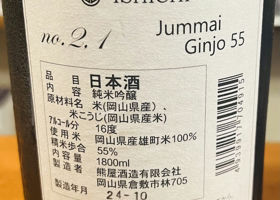 no.2,1
Jummai
Ginjo 55
品目 日本酒
内容 純米吟醸
原材料名 米(岡山県産)、
米こうじ(岡山県産米)
アルコール分 16度
使用米 岡山県産雄町米100%
精米歩合 55%
内容量 1800ml
製造者 熊屋酒造有限会社
岡山県倉敷市林705
製造年月 24-10